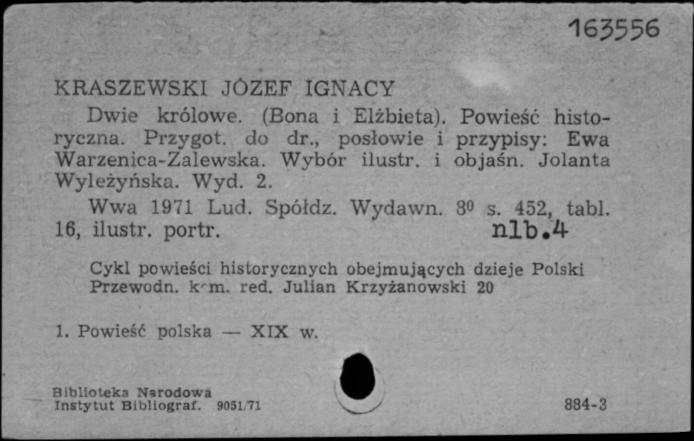 163556
KRASZEWSKI JÓZEF IGNACY
Dwie królowe. (Bona i Elżbieta). Powieść histo-
ryczna. Przygot. do dr., posłowie i przypisy: Ewa
Warzenica-Zalewska. Wybór ilustr. i objaśn. Jolanta
Wyleżyńska. Wyd. 2.
Wwa 1971 Lud. Spółdz. Wydawn. 8⁰ s. 452, tabl.
16, ilustr. portr. nlb.4
Cykl powieści historycznych obejmujących dzieje Polski
Przewodn. red. Julian Krzyżanowski 20
1. Powieść polska — XIX w.
Biblioteka Narodowa
Instytut Bibliograf. 9051/71 884-3